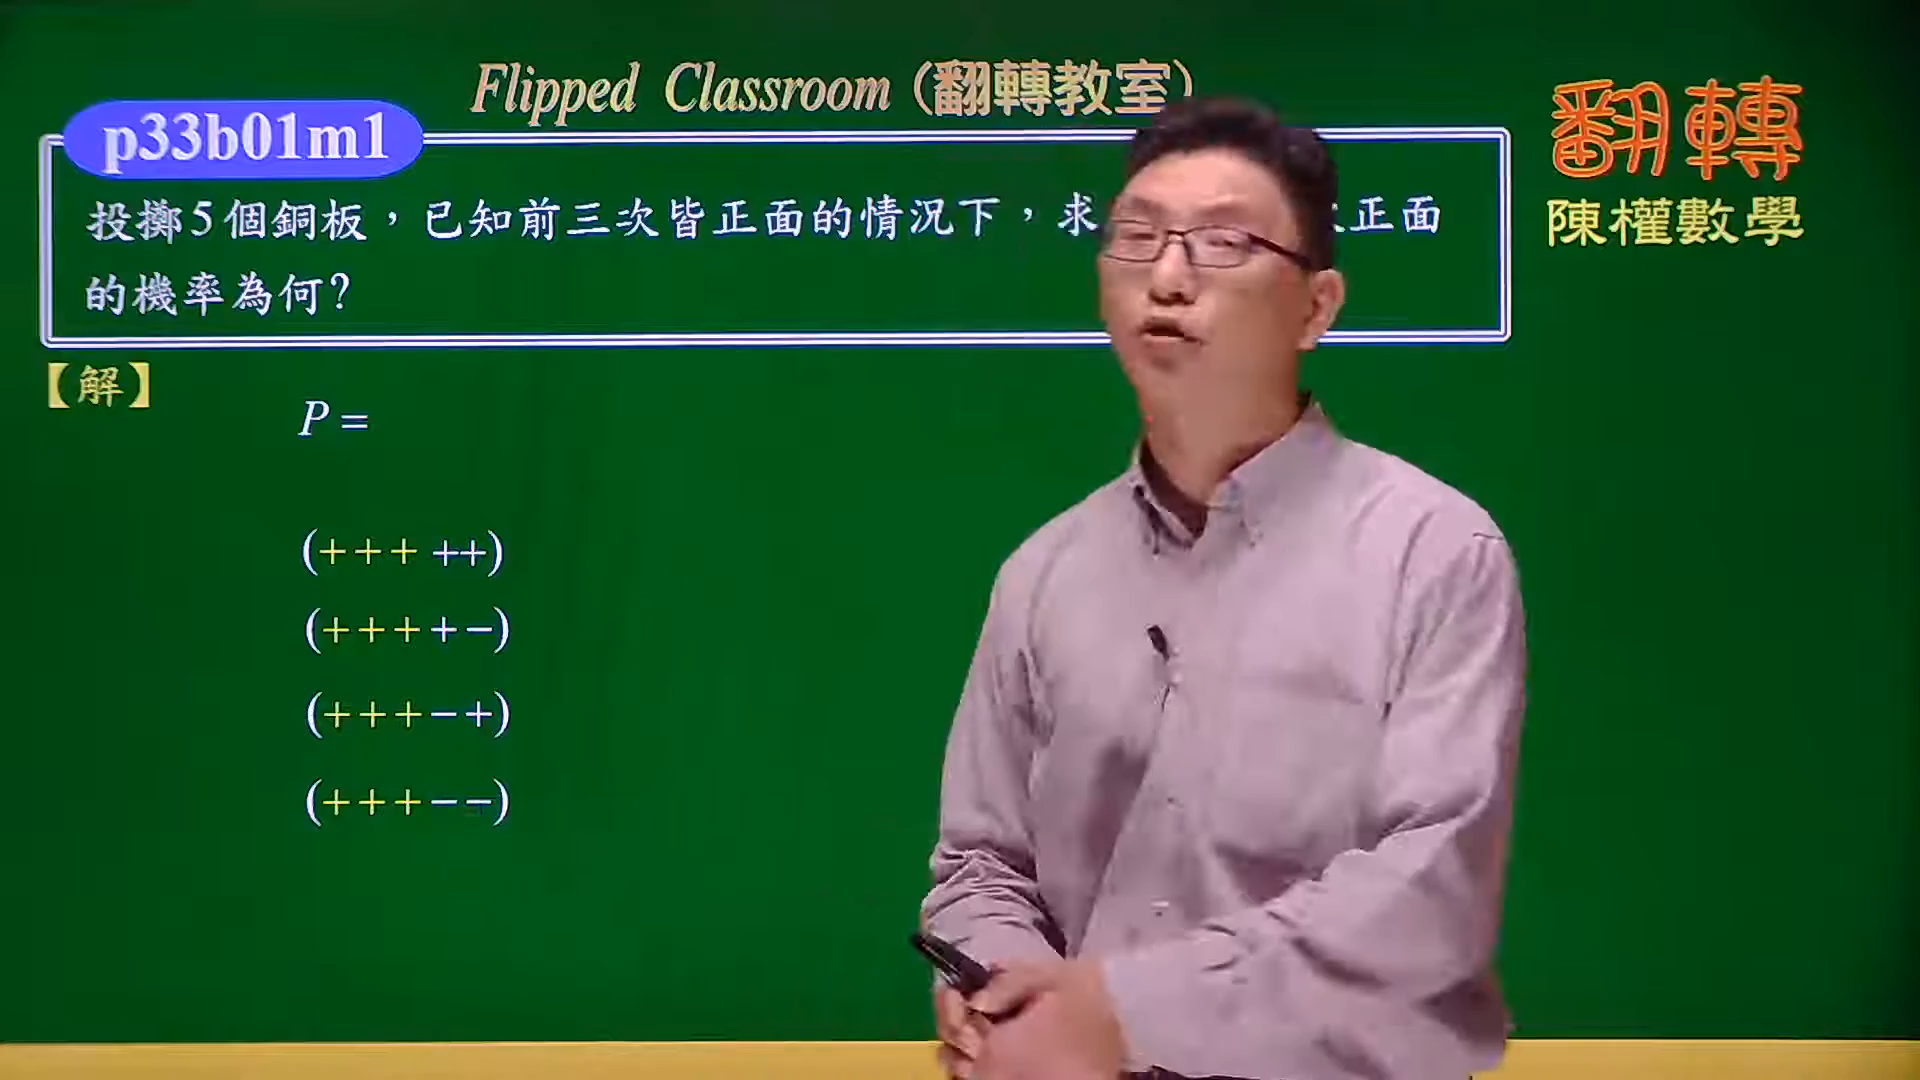 Flipped Classroom (翻轉教室)
翻轉
陳權數學
p33b01m1
投擲5個銅板，已知前三次皆正面的情況下，求 正面
的機率為何?
【解】
P =
(+ + + ++)
(+ + + + −)
(+ + + − +)
(+ + + − −)